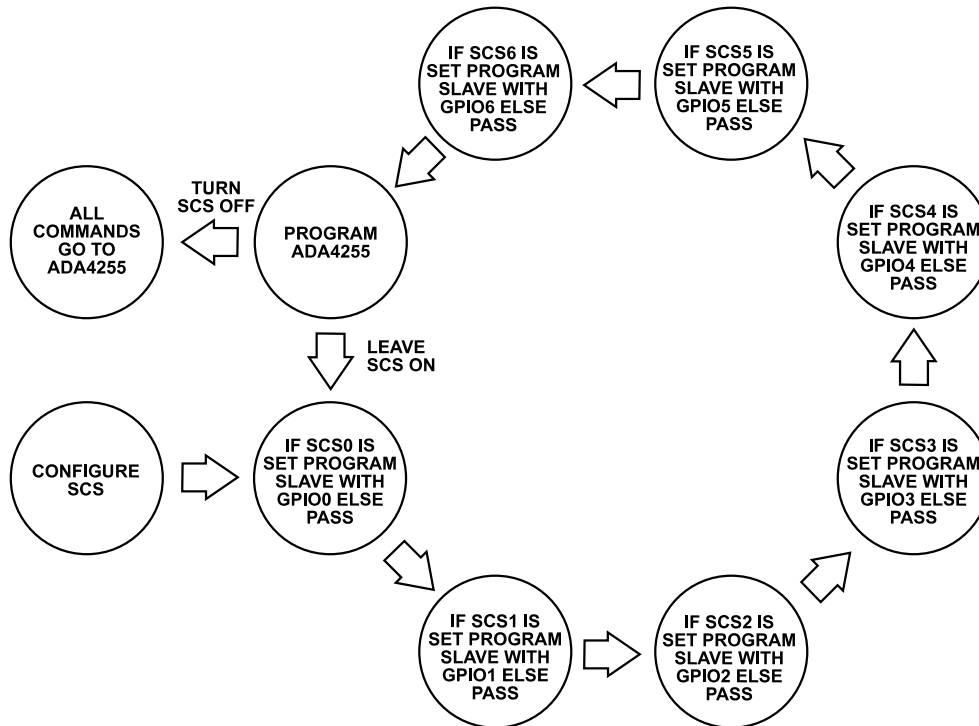 IF SCS6 IS
SET PROGRAM
SLAVE WITH
GPIO6 ELSE
PASS
IF SCS5 IS
SET PROGRAM
SLAVE WITH
GPIO5 ELSE
PASS
TURN
SCS OFF
ALL
COMMANDS
GO TO
ADA4255
PROGRAM
ADA4255
IF SCS4 IS
SET PROGRAM
SLAVE WITH
GPIO4 ELSE
PASS
LEAVE
SCS ON
CONFIGURE
SCS
IF SCS0 IS
SET PROGRAM
SLAVE WITH
GPIO0 ELSE
PASS
IF SCS3 IS
SET PROGRAM
SLAVE WITH
GPIO3 ELSE
PASS
IF SCS1 IS
SET PROGRAM
SLAVE WITH
GPIO1 ELSE
PASS
IF SCS2 IS
SET PROGRAM
SLAVE WITH
GPIO2 ELSE
PASS